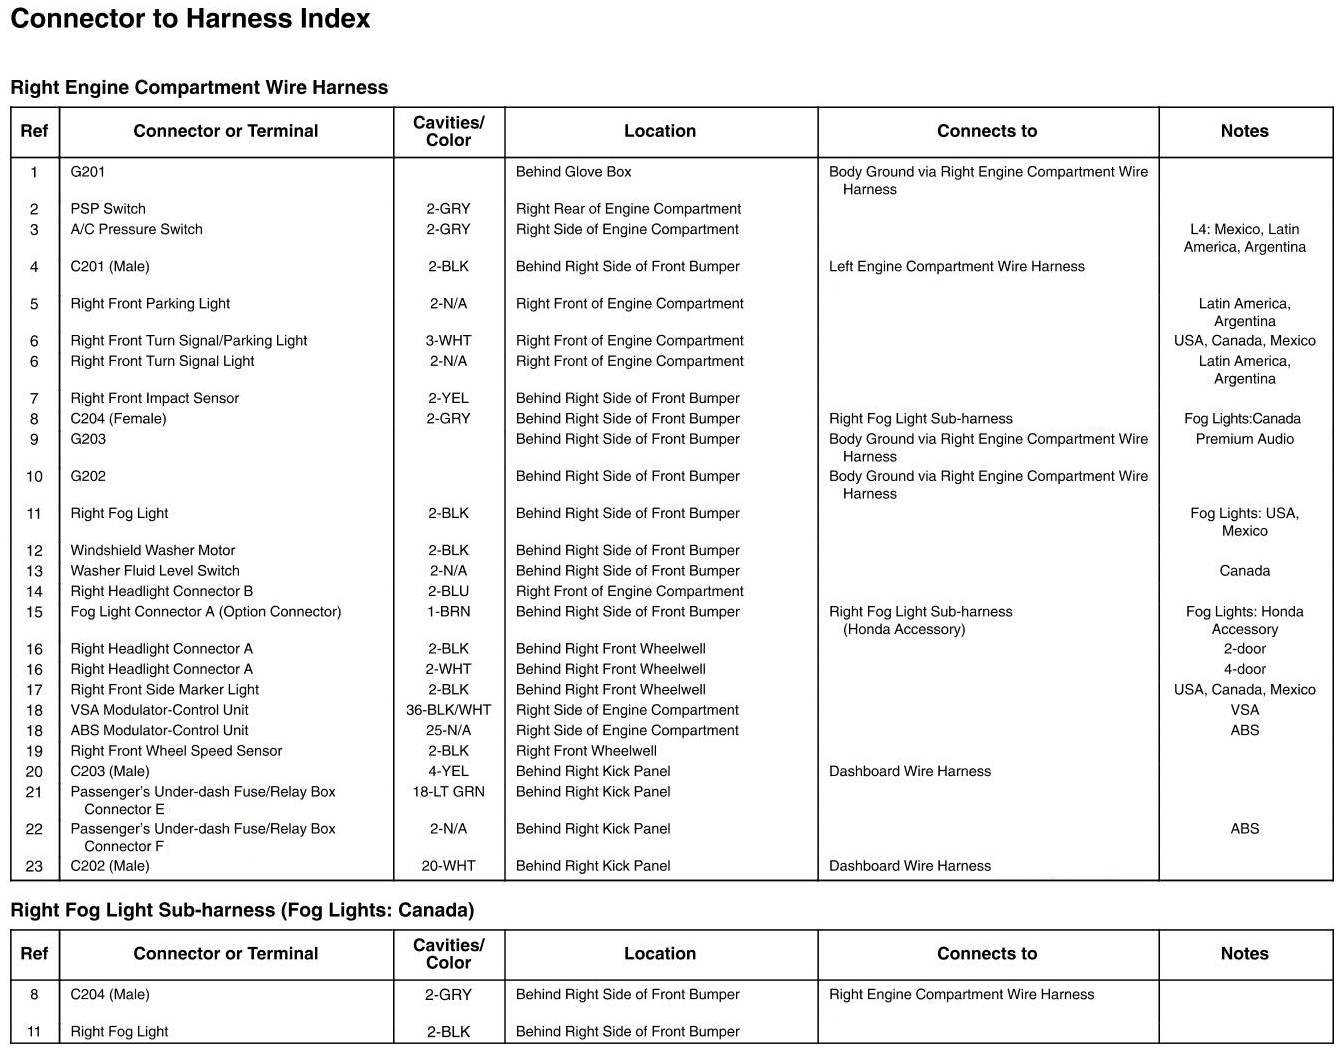 Connector to Harness Index
Right Engine Compartment Wire Harness
Ref Connector or Terminal Cavities/ Color Location Connects to Notes
1 G201 Behind Glove Box Body Ground via Right Engine Compartment Wire
Harness
2 PSP Switch 2-GRY Right Rear of Engine Compartment
3 A/C Pressure Switch 2-GRY Right Side of Engine Compartment L4: Mexico, Latin
America, Argentina
4 C201 (Male) 2-BLK Behind Right Side of Front Bumper Left Engine Compartment Wire Harness
5 Right Front Parking Light 2-N/A Right Front of Engine Compartment Latin America,
Argentina
6 Right Front Turn Signal/Parking Light 3-WHT Right Front of Engine Compartment USA, Canada, Mexico
6 Right Front Turn Signal Light 2-N/A Right Front of Engine Compartment Latin America,
Argentina
7 Right Front Impact Sensor 2-YEL Behind Right Side of Front Bumper
8 C204 (Female) 2-GRY Behind Right Side of Front Bumper Right Fog Light Sub-harness Fog Lights:Canada
9 G203 Behind Right Side of Front Bumper Body Ground via Right Engine Compartment Wire Premium Audio
Harness
10 G202 Behind Right Side of Front Bumper Body Ground via Right Engine Compartment Wire
Harness
11 Right Fog Light 2-BLK Behind Right Side of Front Bumper Fog Lights: USA,
Mexico
12 Windshield Washer Motor 2-BLK Behind Right Side of Front Bumper
13 Washer Fluid Level Switch 2-N/A Behind Right Side of Front Bumper Canada
14 Right Headlight Connector B 2-BLU Right Front of Engine Compartment
15 Fog Light Connector A (Option Connector) 1-BRN Behind Right Side of Front Bumper Right Fog Light Sub-harness Fog Lights: Honda
(Honda Accessory) Accessory
16 Right Headlight Connector A 2-BLK Behind Right Front Wheelwell 2-door
16 Right Headlight Connector A 2-WHT Behind Right Front Wheelwell 4-door
17 Right Front Side Marker Light 2-BLK Behind Right Front Wheelwell USA, Canada, Mexico
18 VSA Modulator-Control Unit 36-BLK/WHT Right Side of Engine Compartment VSA
18 ABS Modulator-Control Unit 25-N/A Right Side of Engine Compartment ABS
19 Right Front Wheel Speed Sensor 2-BLK Right Front Wheelwell
20 C203 (Male) 4-YEL Behind Right Kick Panel Dashboard Wire Harness
21 Passenger's Under-dash Fuse/Relay Box 18-LT GRN Behind Right Kick Panel
Connector E
22 Passenger's Under-dash Fuse/Relay Box 2-N/A Behind Right Kick Panel ABS
Connector F
23 C202 (Male) 20-WHT Behind Right Kick Panel Dashboard Wire Harness
Right Fog Light Sub-harness (Fog Lights: Canada)
Ref Connector or Terminal Cavities/ Color Location Connects to Notes
8 C204 (Male) 2-GRY Behind Right Side of Front Bumper Right Engine Compartment Wire Harness
11 Right Fog Light 2-BLK Behind Right Side of Front Bumper